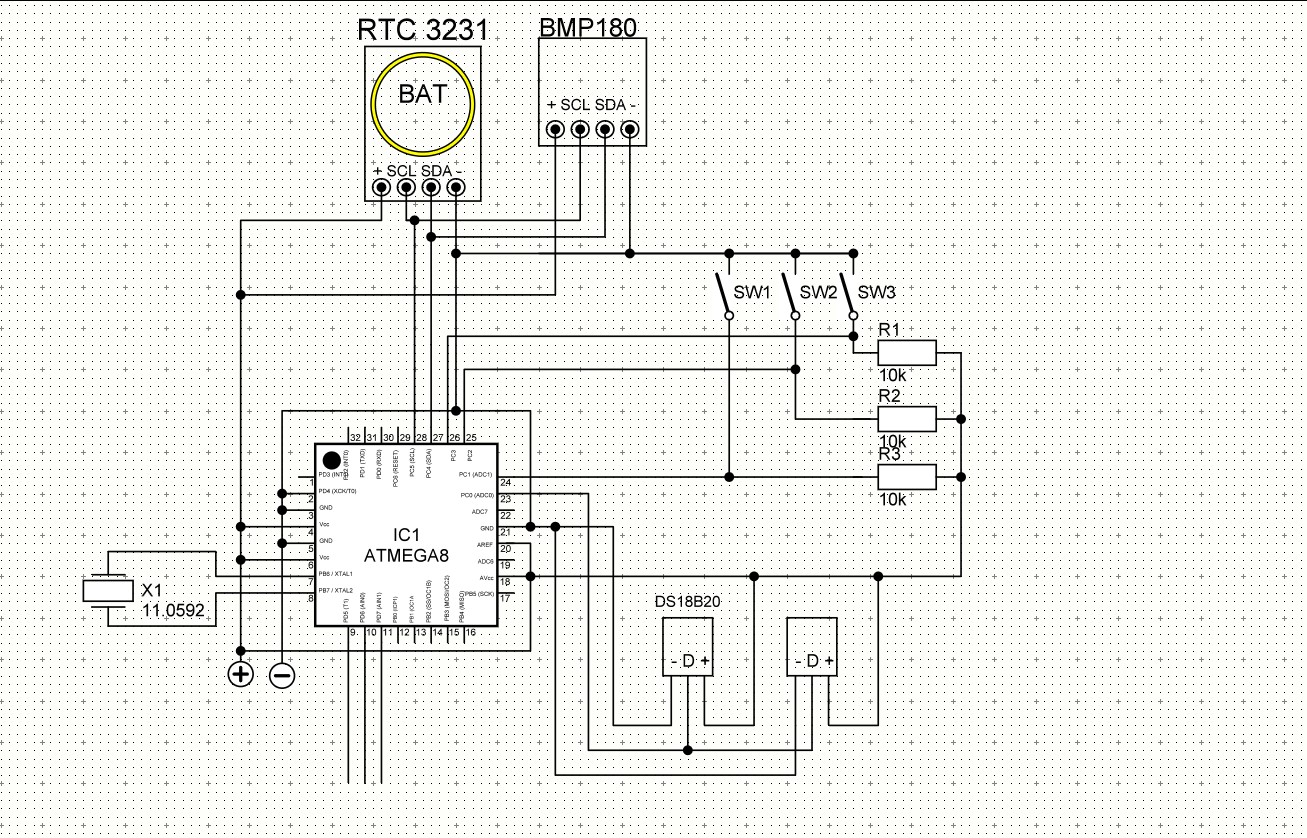 RTC 3231
BMP180
BAT
+ SCL SDA -
+ SCL SDA -
SW1 SW2 SW3
R1
10k
R2
10k
R3
10k
32 31 30 29 28 27 26 25
PD2 (INT0)
PD1 (TXD)
PD0 (RXD)
PC6 (RESET)
PC5 (SCL)
PC4 (SDA)
PC3
PC2
PD3 (INT
1
PD4 (XCK/T0)
2
GND
3
Vcc
4
GND
5
Vcc
6
PB6 / XTAL1
7
PB7 / XTAL2
8
IC1
ATMEGA8
PC1 (ADC1)
24
PC0 (ADC0)
23
ADC7
22
GND
21
AREF
20
ADC6
19
AVcc
18
PB5 (SCK)
17
PD5 (T1)
PD6 (AIN0)
PD7 (AIN1)
PB0 (ICP1)
PB1 (OC1A
PB2 (SS/OC1B)
PB3 (MOSI/OC2)
PB4 (MISO)
9 10 11 12 13 14 15 16
X1
11.0592
+ -
DS18B20
- D +
- D +